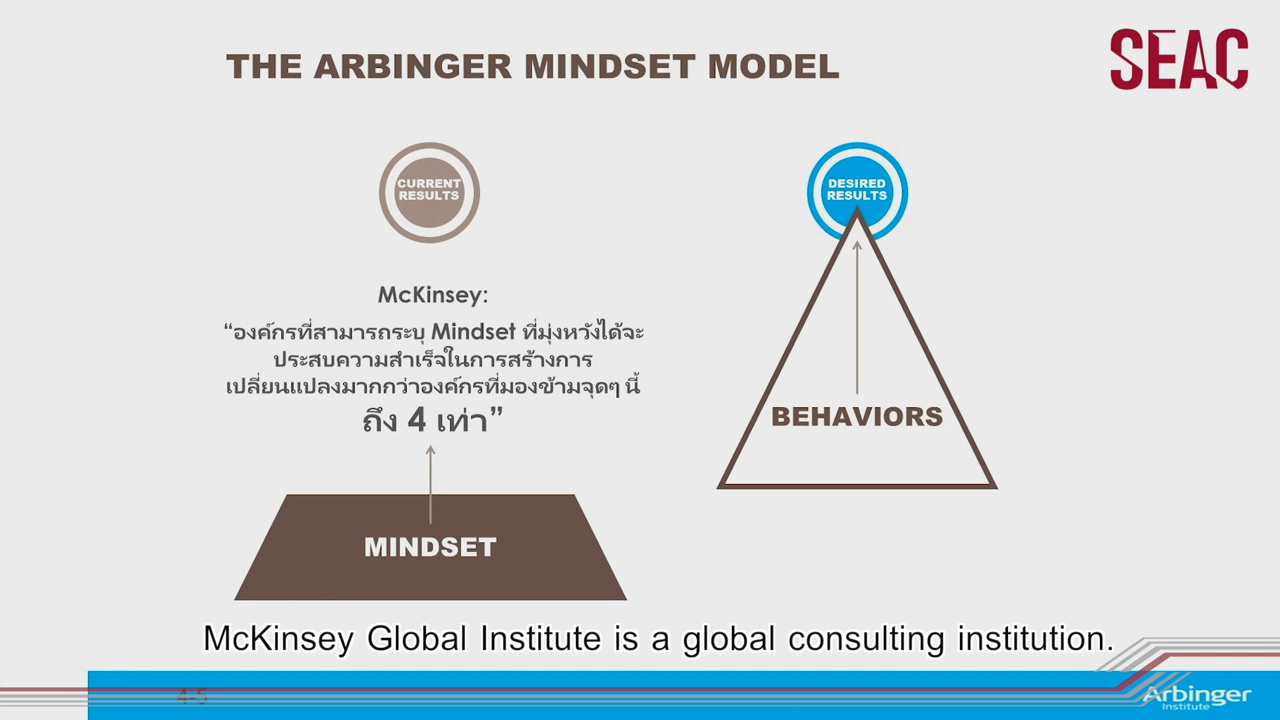 THE ARBINGER MINDSET MODEL
SEAC
CURRENT
RESULTS
DESIRED
RESULTS
McKinsey:
“องค์กรที่สามารถระบุ Mindset ที่มุ่งหวังได้จะ
ประสบความสำเร็จในการสร้างการ
เปลี่ยนแปลงมากกว่าองค์กรที่มองข้ามจุดๆ นี้
ถึง 4 เท่า”
BEHAVIORS
MINDSET
McKinsey Global Institute is a global consulting institution.
4-5
Arbinger
Institute